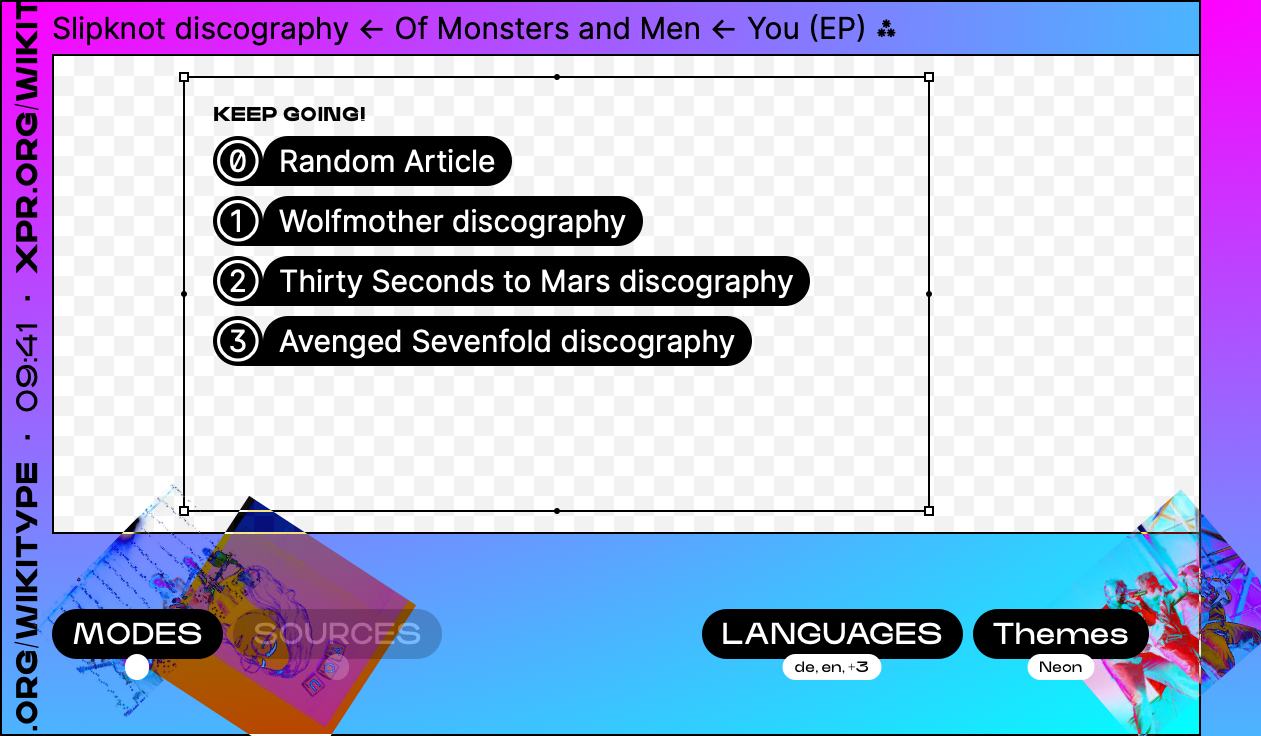 Slipknot discography ← Of Monsters and Men ← You (EP) ⁂
KEEP GOING!
0 Random Article
1 Wolfmother discography
2 Thirty Seconds to Mars discography
3 Avenged Sevenfold discography
MODES
SOURCES
LANGUAGES
de, en, +3
Themes
Neon
.ORG/WIKITYPE · 09:41 · XPR.ORG/WIKIT